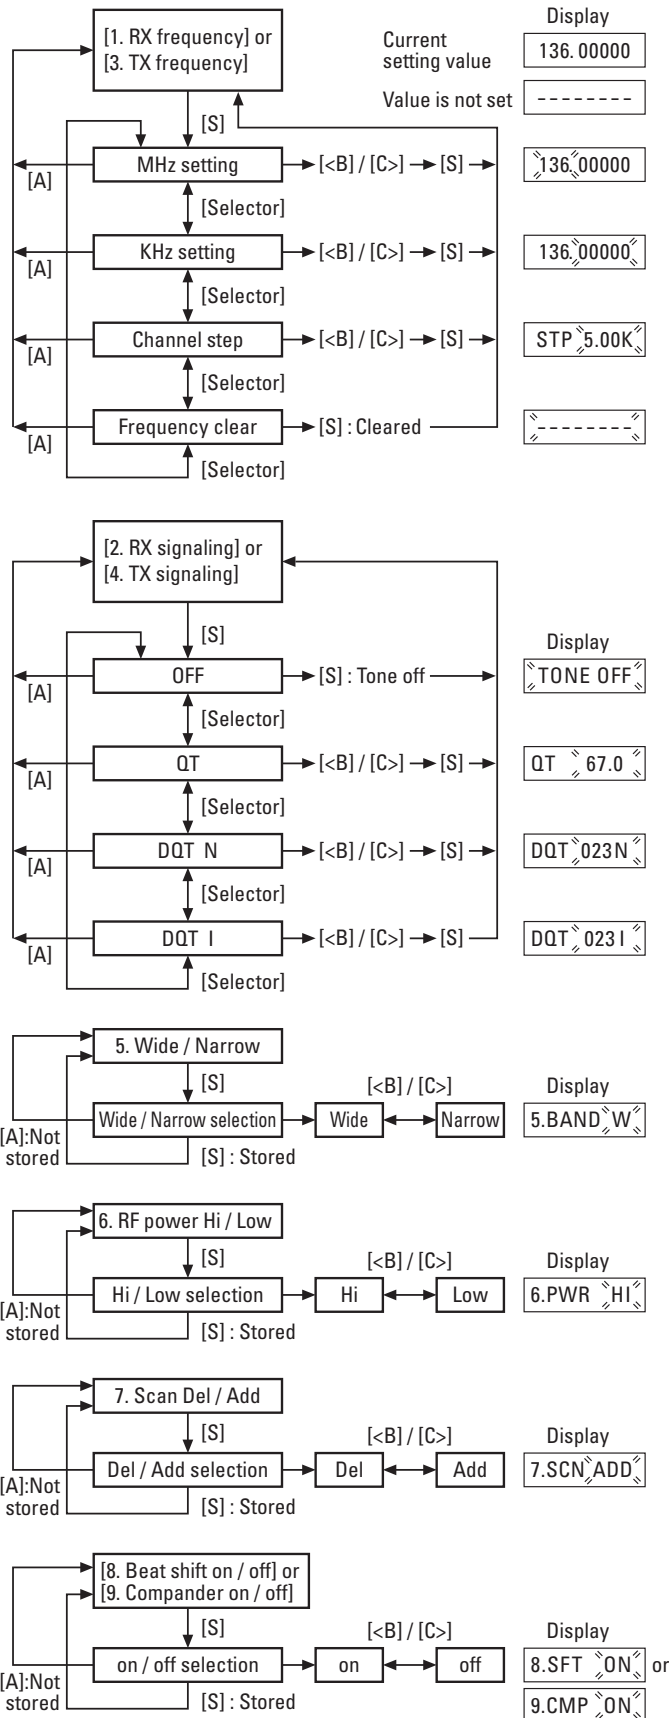 Display
[1. RX frequency] or
[3. TX frequency]
Current
setting value
136. 00000
Value is not set
--------
[S]
MHz setting
[<B] / [C>]
[S]
136. 00000
[A]
[Selector]
KHz setting
[<B] / [C>]
[S]
136. 00000
[A]
[Selector]
Channel step
[<B] / [C>]
[S]
STP 5.00K
[A]
[Selector]
Frequency clear
[S] : Cleared
--------
[A]
[Selector]
[2. RX signaling] or
[4. TX signaling]
[S]
Display
OFF
[S] : Tone off
TONE OFF
[A]
[Selector]
QT
[<B] / [C>]
[S]
QT 67.0
[A]
[Selector]
DQT N
[<B] / [C>]
[S]
DQT 023N
[A]
[Selector]
DQT I
[<B] / [C>]
[S]
DQT 023 I
[A]
[Selector]
5. Wide / Narrow
[S]
[<B] / [C>]
Display
Wide / Narrow selection
Wide
Narrow
5.BAND W
[A]:Not
stored
[S] : Stored
6. RF power Hi / Low
[S]
[<B] / [C>]
Display
Hi / Low selection
Hi
Low
6.PWR HI
[A]:Not
stored
[S] : Stored
7. Scan Del / Add
[S]
[<B] / [C>]
Display
Del / Add selection
Del
Add
7.SCN ADD
[A]:Not
stored
[S] : Stored
[8. Beat shift on / off] or
[9. Compander on / off]
[S]
[<B] / [C>]
Display
on / off selection
on
off
8.SFT ON or
[A]:Not
stored
[S] : Stored
9.CMP ON